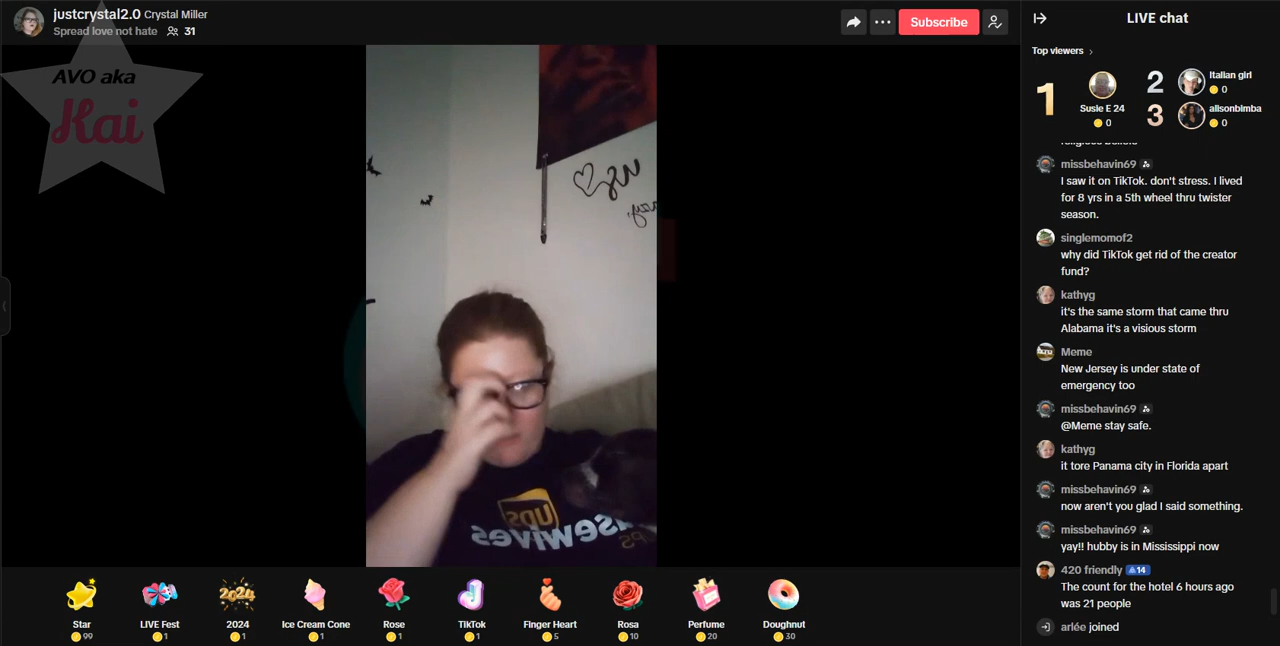 justcrystal2.0 Crystal Miller
Spread love not hate 31
Subscribe
LIVE chat
AVO aka
Kai
Top viewers
1
Susie E 24
0
2
Italian girl
0
3
alisonbimba
0
us
ups
sewives
missbehavin69
I saw it on TikTok. don't stress. I lived
for 8 yrs in a 5th wheel thru twister
season.
singlemomof2
why did TikTok get rid of the creator
fund?
kathyg
it's the same storm that came thru
Alabama it's a visious storm
Meme
New Jersey is under state of
emergency too
missbehavin69
@Meme stay safe.
kathyg
it tore Panama city in Florida apart
missbehavin69
now aren't you glad I said something.
missbehavin69
yay!! hubby is in Mississippi now
420 friendly 14
The count for the hotel 6 hours ago
was 21 people
arlée joined
Star
99
LIVE Fest
1
2024
2024
1
Ice Cream Cone
1
Rose
1
TikTok
1
Finger Heart
5
Rosa
10
Perfume
20
Doughnut
30